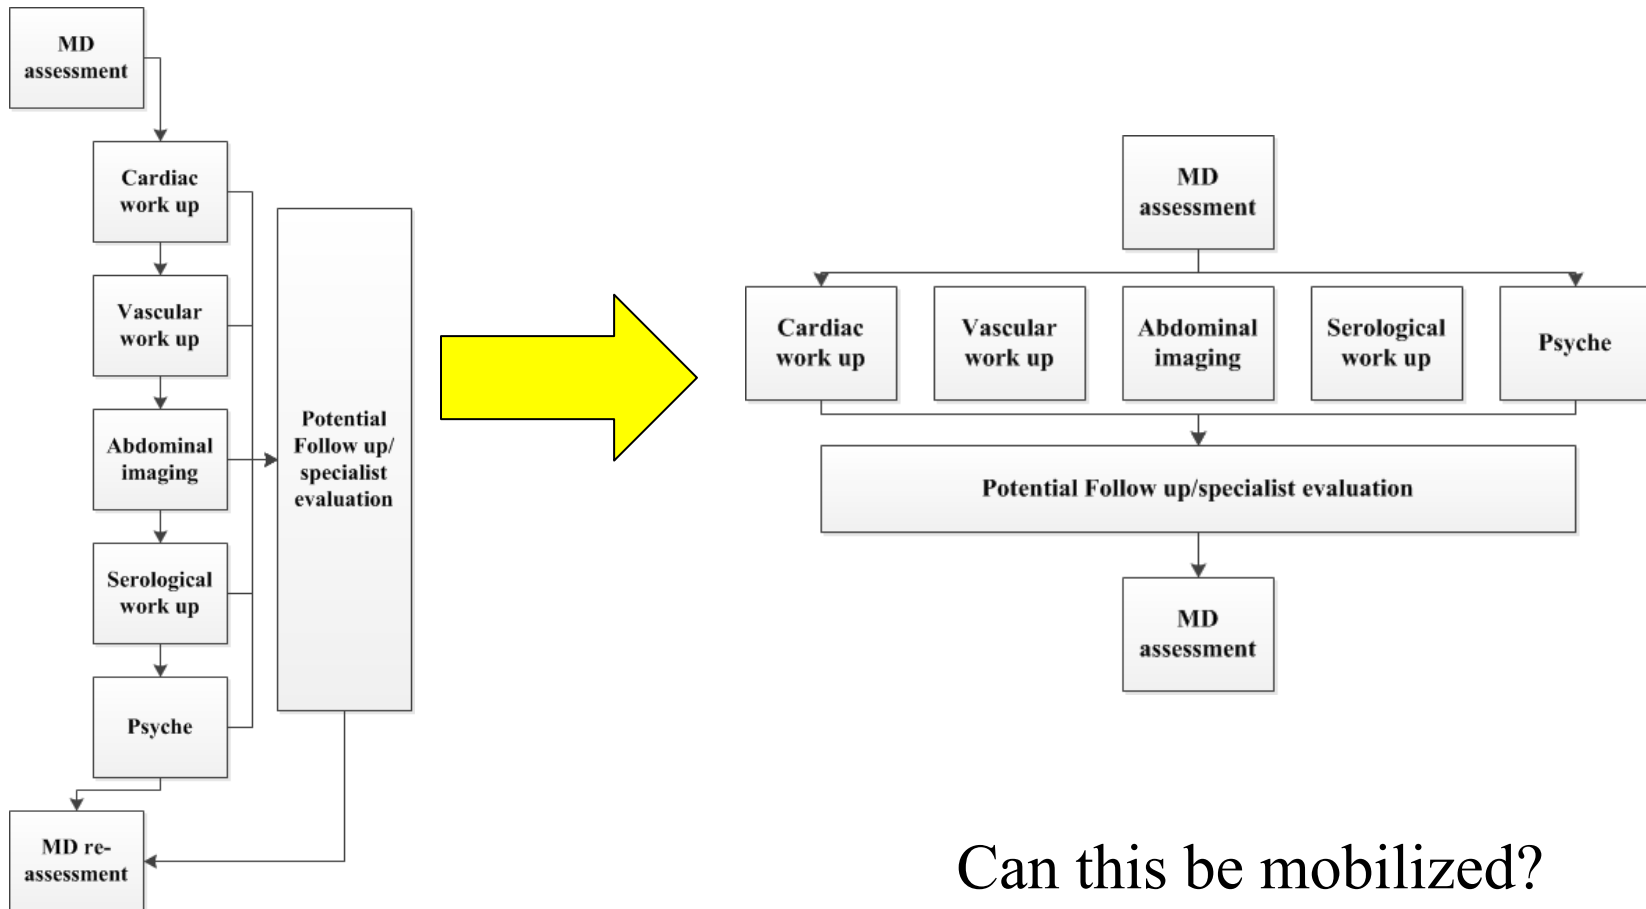 MD
assessment
Cardiac
work up
Vascular
work up
Abdominal
imaging
Serological
work up
Psyche
MD re-
assessment
Potential
Follow up/
specialist
evaluation
MD
assessment
Cardiac
work up
Vascular
work up
Abdominal
imaging
Serological
work up
Psyche
Potential Follow up/specialist evaluation
MD
assessment
Can this be mobilized?